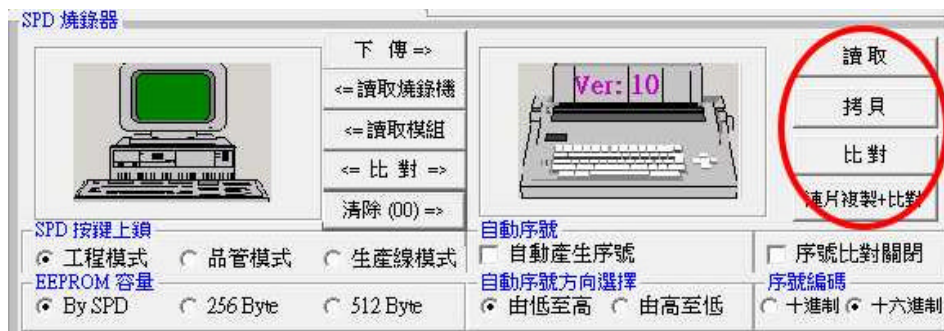 SPD 燒錄器
下 傳 =>
<= 讀取燒錄機
<= 讀取模組
<= 比 對 =>
清除 (00) =>
Ver: 10
讀 取
拷 貝
比 對
連片複製+比對
SPD 按鍵上鎖
工程模式
品管模式
生產線模式
自動序號
自動產生序號
序號比對關閉
EEPROM 容量
By SPD
256 Byte
512 Byte
自動序號方向選擇
由低至高
由高至低
序號編碼
十進制
十六進制